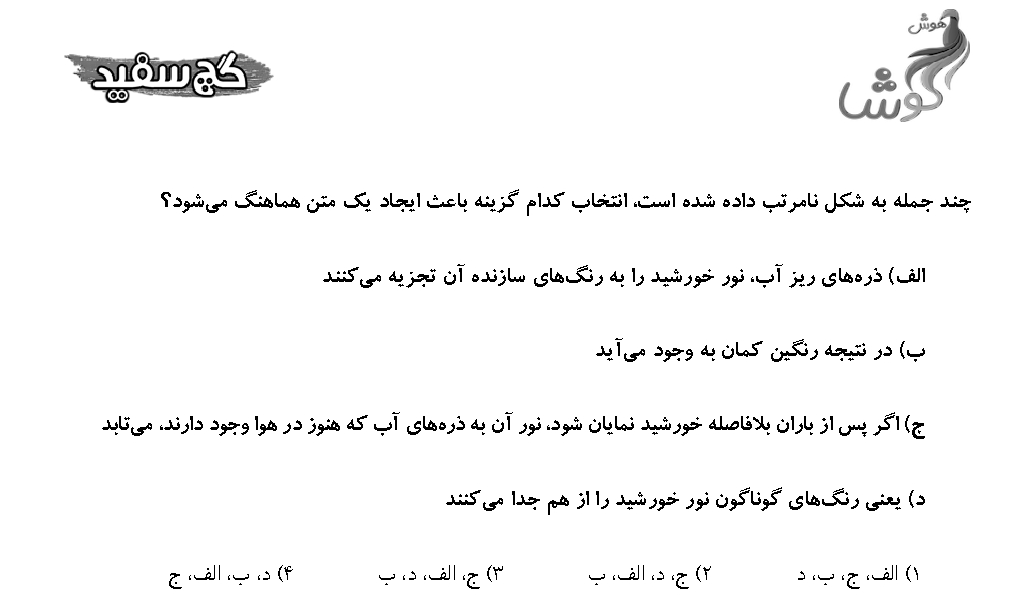 هوش
گوشا
گچ سفید
چند جمله به شکل نامرتب داده شده است، انتخاب کدام گزینه باعث ایجاد یک متن هماهنگ می‌شود؟
الف) ذره‌های ریز آب، نور خورشید را به رنگ‌های سازنده آن تجزیه می‌کنند
ب) در نتیجه رنگین کمان به وجود می‌آید
ج) اگر پس از باران بلافاصله خورشید نمایان شود، نور آن به ذره‌های آب که هنوز در هوا وجود دارند، می‌تابد
د) یعنی رنگ‌های گوناگون نور خورشید را از هم جدا می‌کنند
۱) الف، ج، ب، د ۲) ج، د، الف، ب ۳) ج، الف، د، ب ۴) د، ب، الف، ج